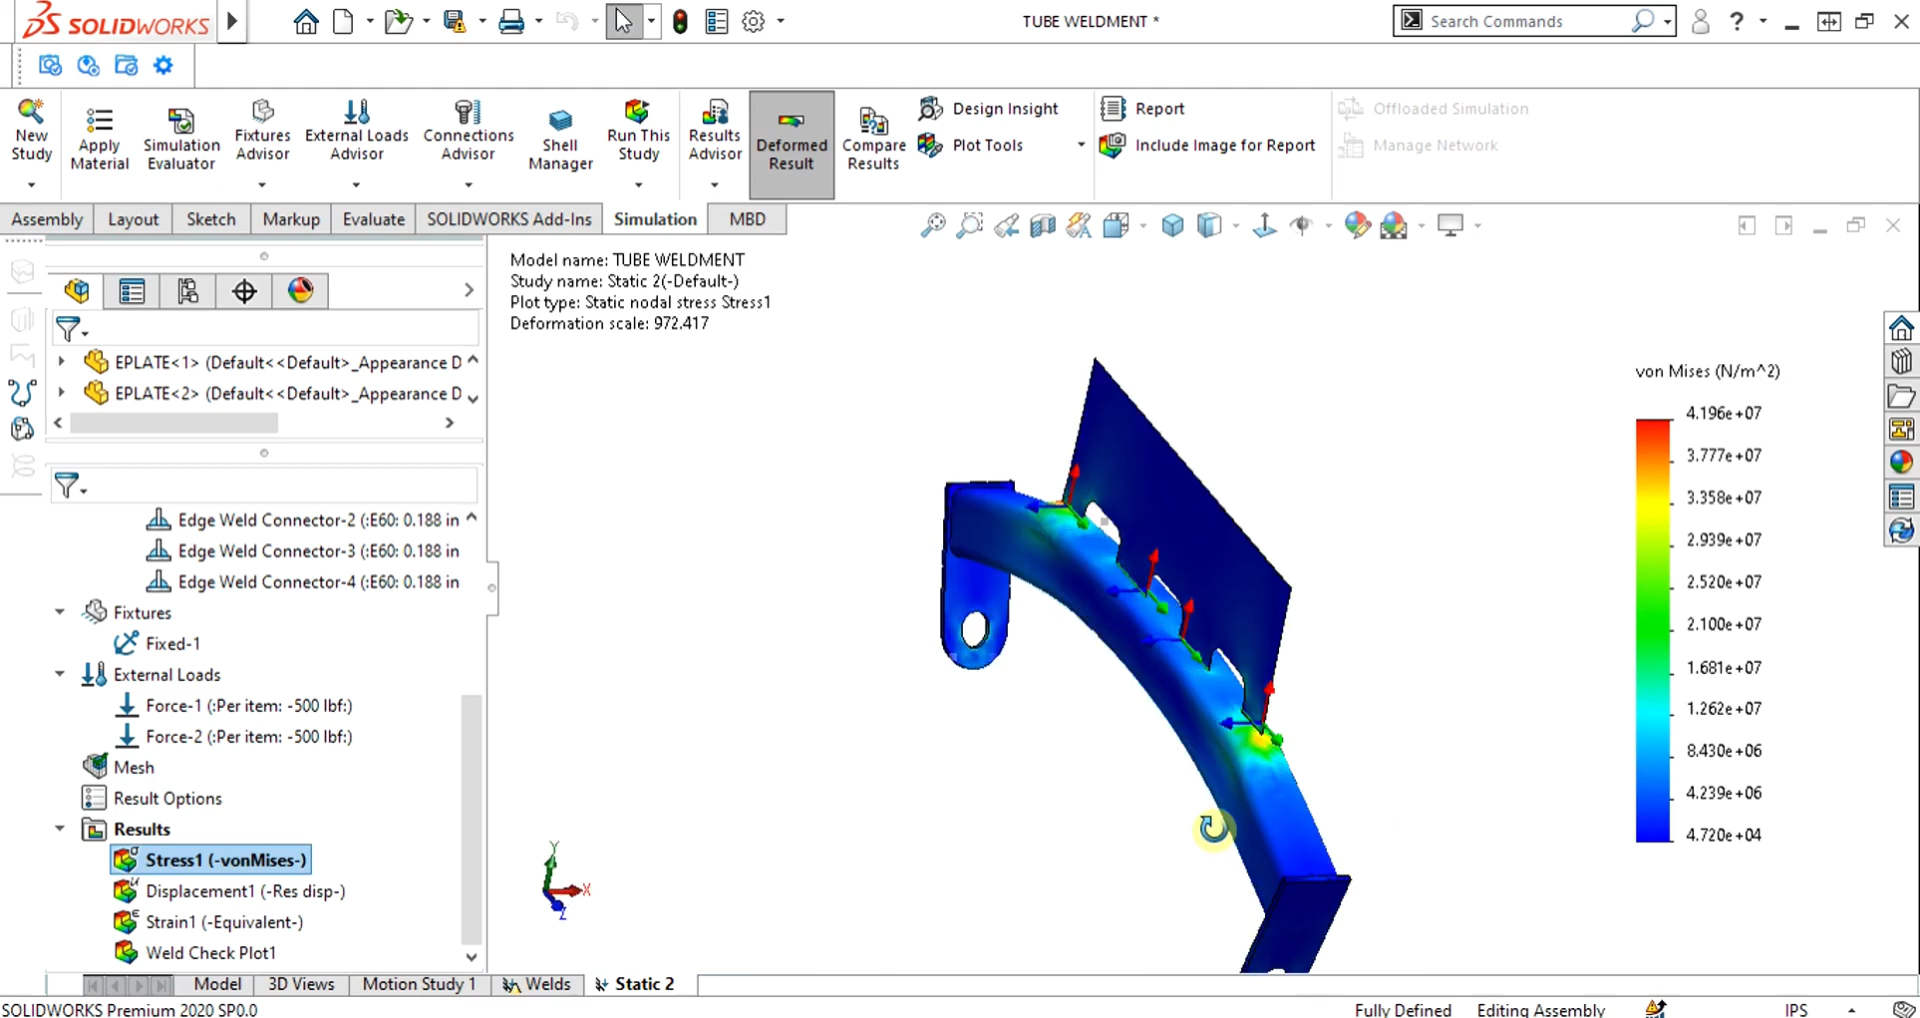 SOLIDWORKS
TUBE WELDMENT *
Search Commands
?
New Study
Apply Material
Simulation Evaluator
Fixtures Advisor
External Loads Advisor
Connections Advisor
Shell Manager
Run This Study
Results Advisor
Deformed Result
Compare Results
Design Insight
Plot Tools
Report
Include Image for Report
Offloaded Simulation
Manage Network
Assembly
Layout
Sketch
Markup
Evaluate
SOLIDWORKS Add-Ins
Simulation
MBD
EPLATE<1> (Default<<Default>_Appearance D
EPLATE<2> (Default<<Default>_Appearance D
Edge Weld Connector-2 (:E60: 0.188 in
Edge Weld Connector-3 (:E60: 0.188 in
Edge Weld Connector-4 (:E60: 0.188 in
Fixtures
Fixed-1
External Loads
Force-1 (:Per item: -500 lbf:)
Force-2 (:Per item: -500 lbf:)
Mesh
Result Options
Results
Stress1 (-vonMises-)
Displacement1 (-Res disp-)
Strain1 (-Equivalent-)
Weld Check Plot1
Model name: TUBE WELDMENT
Study name: Static 2(-Default-)
Plot type: Static nodal stress Stress1
Deformation scale: 972.417
von Mises (N/m^2)
4.196e+07
3.777e+07
3.358e+07
2.939e+07
2.520e+07
2.100e+07
1.681e+07
1.262e+07
8.430e+06
4.239e+06
4.720e+04
Y
X
Z
Model
3D Views
Motion Study 1
Welds
Static 2
SOLIDWORKS Premium 2020 SP0.0
Fully Defined
Editing Assembly
IPS